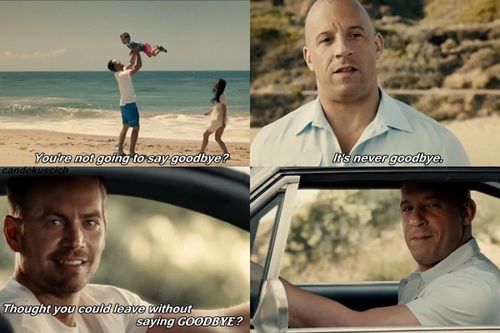 You're not going to say goodbye?
It's never goodbye.
candekuscich
Thought you could leave without
saying GOODBYE?